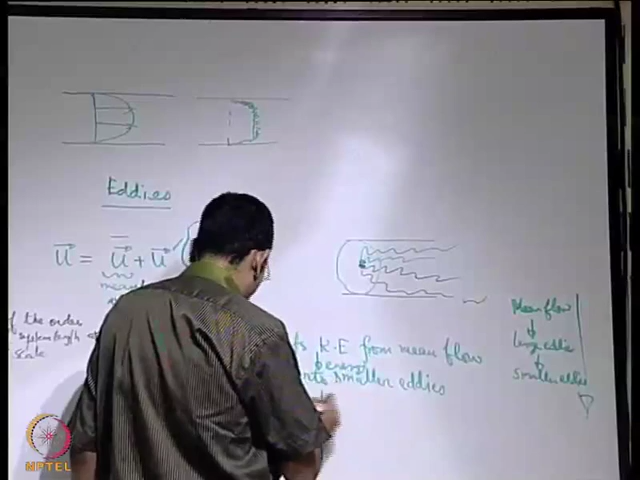 Eddies
U = U + U
mean
of the order
system length
Scale
K.E from mean flow
energy
smaller eddies
Mean flow
↓
large eddies
↓
smaller eddies
NPTEL